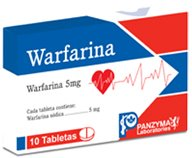 Warfarina
Warfarina 5mg
Cada tableta contiene:
Warfarina sódica 5 mg
10 Tabletas
PANZYMA
Laboratories